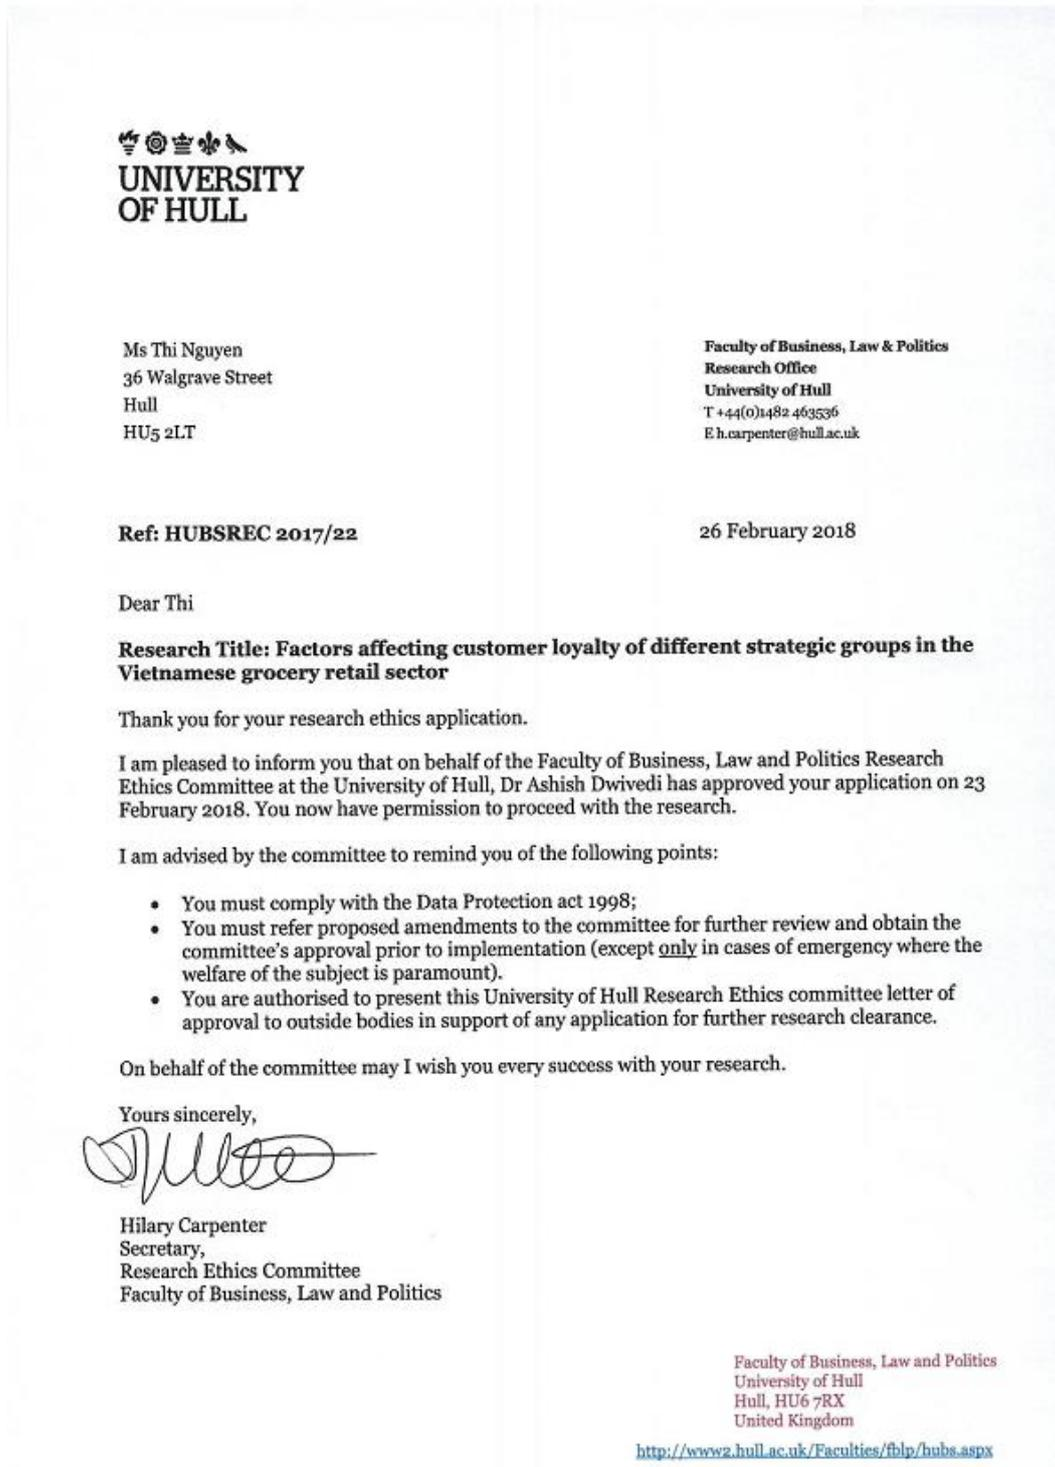 UNIVERSITY
OF HULL
Ms Thi Nguyen
36 Walgrave Street
Hull
HU5 2LT
Faculty of Business, Law & Politics
Research Office
University of Hull
T +44(0)1482 463536
E h.carpenter@hull.ac.uk
Ref: HUBSREC 2017/22
26 February 2018
Dear Thi
Research Title: Factors affecting customer loyalty of different strategic groups in the
Vietnamese grocery retail sector
Thank you for your research ethics application.
I am pleased to inform you that on behalf of the Faculty of Business, Law and Politics Research
Ethics Committee at the University of Hull, Dr Ashish Dwivedi has approved your application on 23
February 2018. You now have permission to proceed with the research.
I am advised by the committee to remind you of the following points:
• You must comply with the Data Protection act 1998;
• You must refer proposed amendments to the committee for further review and obtain the
committee's approval prior to implementation (except only in cases of emergency where the
welfare of the subject is paramount).
• You are authorised to present this University of Hull Research Ethics committee letter of
approval to outside bodies in support of any application for further research clearance.
On behalf of the committee may I wish you every success with your research.
Yours sincerely,
Hilary Carpenter
Secretary,
Research Ethics Committee
Faculty of Business, Law and Politics
Faculty of Business, Law and Politics
University of Hull
Hull, HU6 7RX
United Kingdom
http://www2.hull.ac.uk/Faculties/fblp/hubs.aspx